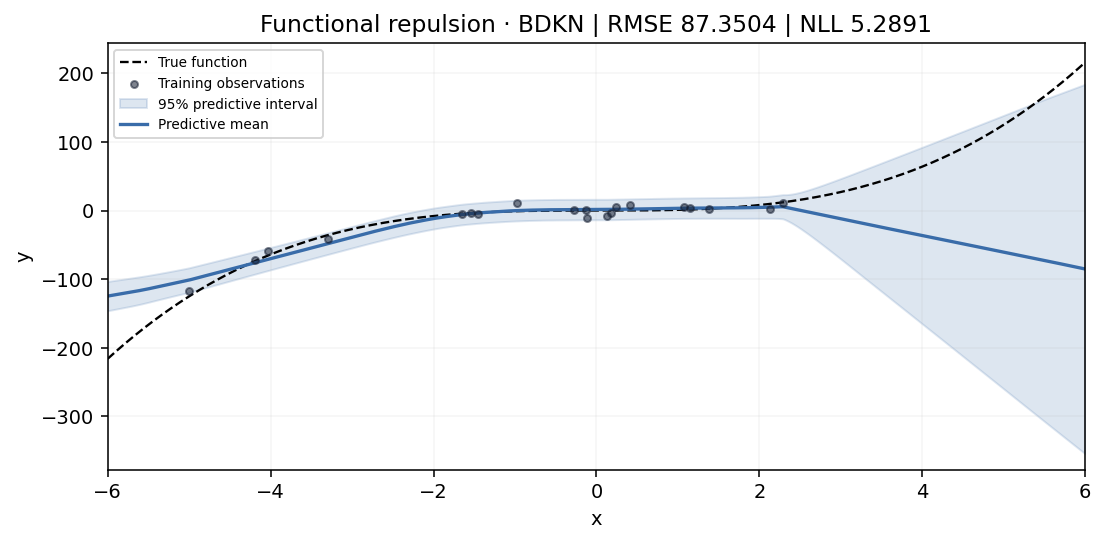 Functional repulsion · BDKN | RMSE 87.3504 | NLL 5.2891
True function
Training observations
95% predictive interval
Predictive mean
y
200
100
0
−100
−200
−300
−6
−4
−2
0
2
4
6
x